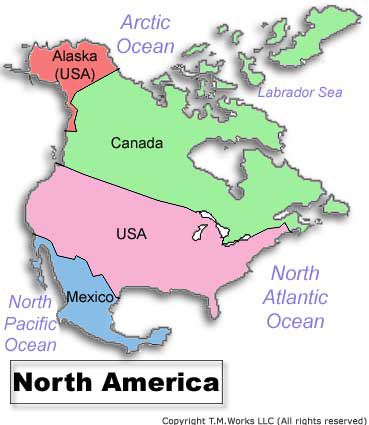 Arctic
Ocean
Alaska
(USA)
Labrador Sea
Canada
USA
North
Atlantic
Ocean
North
Pacific
Ocean
Mexico
North America
Copyright T.M.Works LLC (All rights reserved)